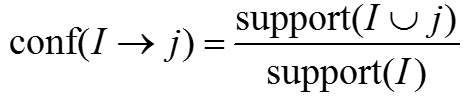 conf(I → j) = support(I ∪ j) / support(I)